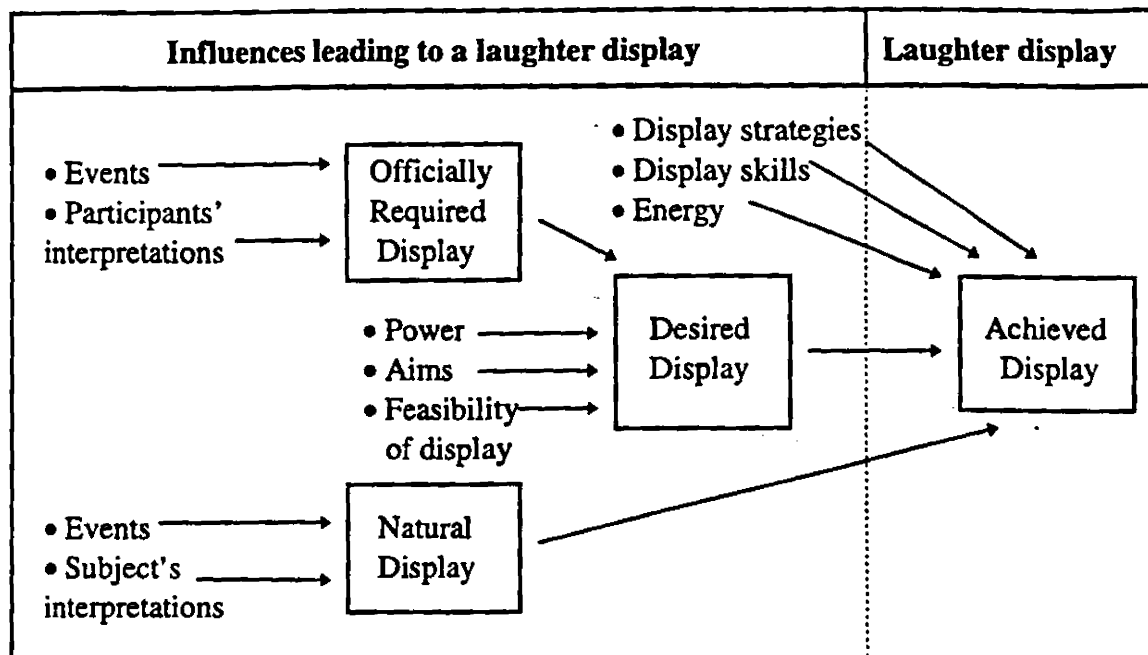 Influences leading to a laughter display
Laughter display
• Display strategies
• Display skills
• Energy
• Events
• Participants'
interpretations
Officially
Required
Display
• Power
• Aims
• Feasibility
of display
Desired
Display
Achieved
Display
• Events
• Subject's
interpretations
Natural
Display